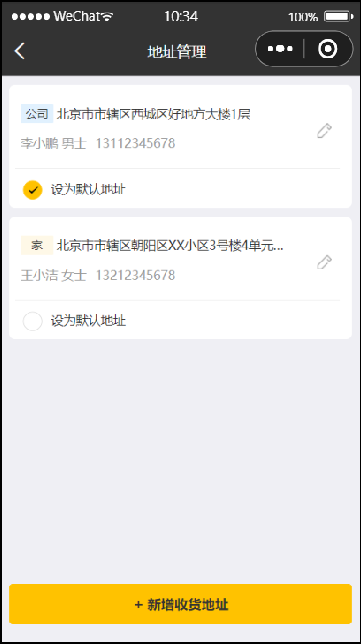 WeChat 10:34 100%
地址管理
公司 北京市市辖区西城区好地方大楼1层
李小鹏 男士 13112345678
设为默认地址
家 北京市市辖区朝阳区XX小区3号楼4单元...
王小洁 女士 13212345678
设为默认地址
+ 新增收货地址